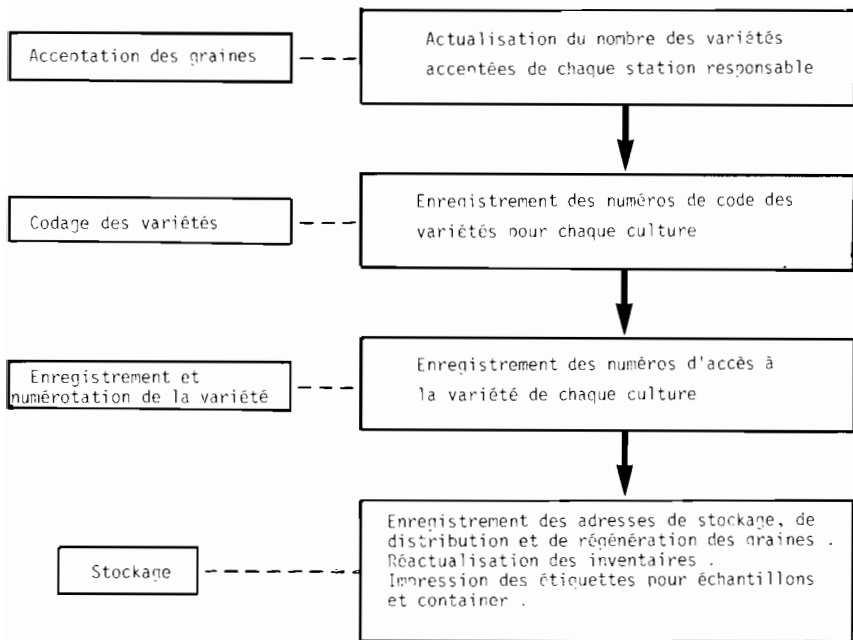 Acceptation des graines
Actualisation du nombre des variétés
acceptées de chaque station responsable
Codage des variétés
Enregistrement des numéros de code des
variétés pour chaque culture
Enregistrement et
numérotation de la variété
Enregistrement des numéros d'accès à
la variété de chaque culture
Stockage
Enregistrement des adresses de stockage, de
distribution et de régénération des graines .
Réactualisation des inventaires .
Impression des étiquettes pour échantillons
et container .